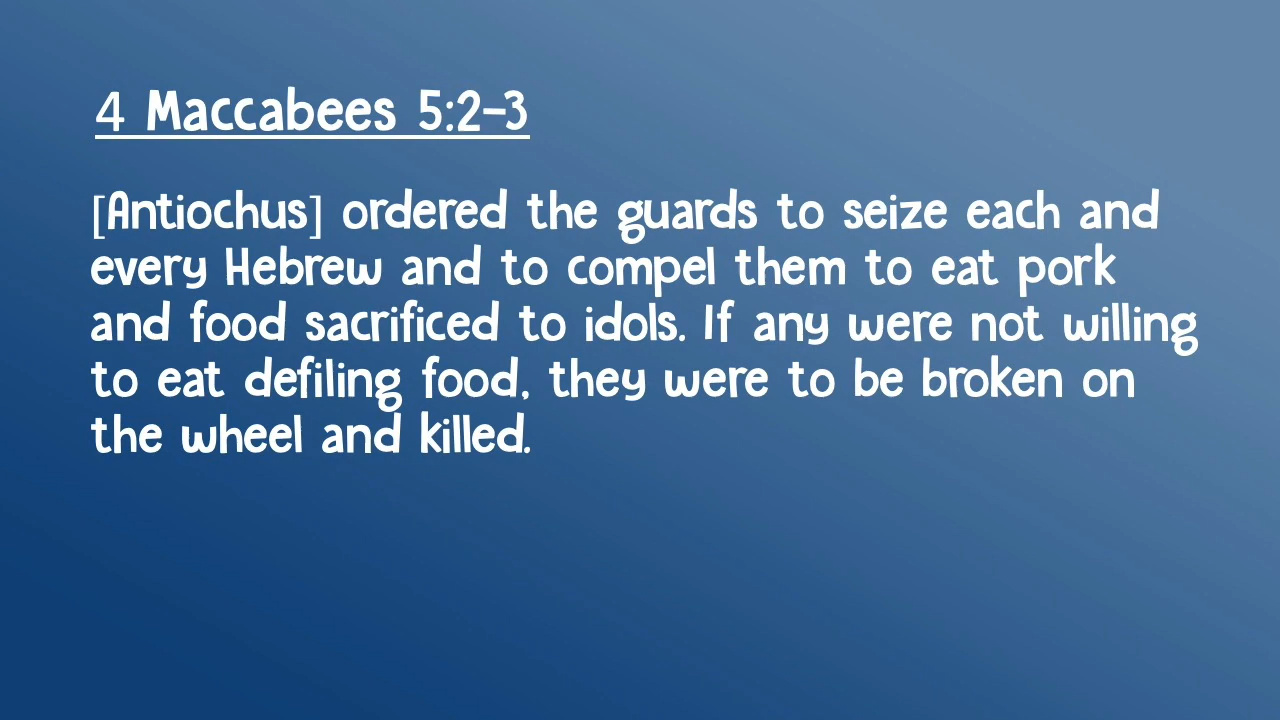 4 Maccabees 5:2-3
[Antiochus] ordered the guards to seize each and
every Hebrew and to compel them to eat pork
and food sacrificed to idols. If any were not willing
to eat defiling food, they were to be broken on
the wheel and killed.